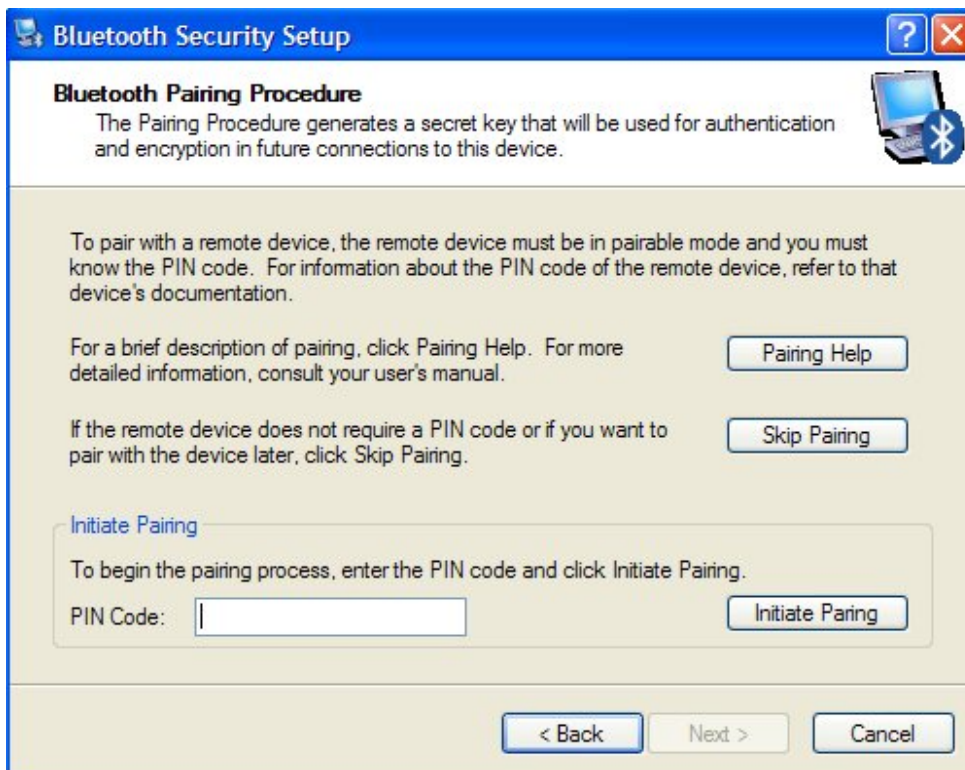 Bluetooth Security Setup
Bluetooth Pairing Procedure
The Pairing Procedure generates a secret key that will be used for authentication
and encryption in future connections to this device.
To pair with a remote device, the remote device must be in pairable mode and you must
know the PIN code. For information about the PIN code of the remote device, refer to that
device's documentation.
For a brief description of pairing, click Pairing Help. For more
detailed information, consult your user's manual.
Pairing Help
If the remote device does not require a PIN code or if you want to
pair with the device later, click Skip Pairing.
Skip Pairing
Initiate Pairing
To begin the pairing process, enter the PIN code and click Initiate Pairing.
PIN Code:
Initiate Paring
< Back
Next >
Cancel